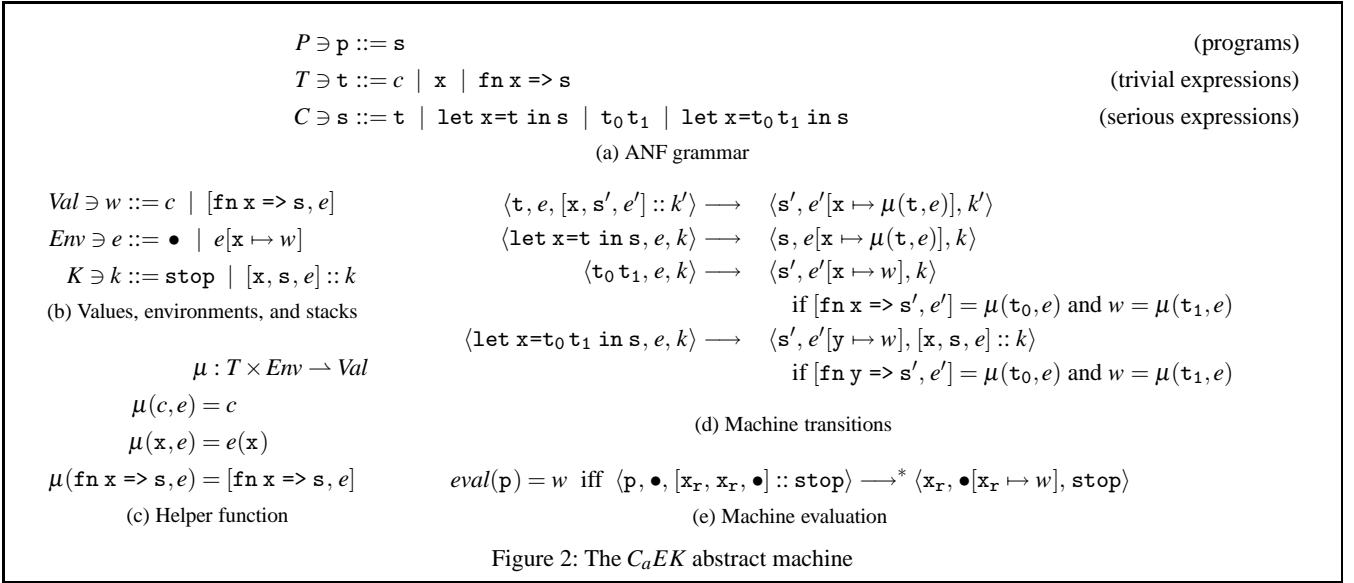 P ∋ p ::= s (programs)
T ∋ t ::= c | x | fn x => s (trivial expressions)
C ∋ s ::= t | let x=t in s | t₀ t₁ | let x=t₀ t₁ in s (serious expressions)
(a) ANF grammar
Val ∋ w ::= c | [fn x => s, e]
Env ∋ e ::= • | e[x ↦ w]
K ∋ k ::= stop | [x, s, e] :: k
(b) Values, environments, and stacks
μ : T × Env ⇀ Val
μ(c, e) = c
μ(x, e) = e(x)
μ(fn x => s, e) = [fn x => s, e]
(c) Helper function
⟨t, e, [x, s′, e′] :: k′⟩ ⟶ ⟨s′, e′[x ↦ μ(t, e)], k′⟩
⟨let x=t in s, e, k⟩ ⟶ ⟨s, e[x ↦ μ(t, e)], k⟩
⟨t₀ t₁, e, k⟩ ⟶ ⟨s′, e′[x ↦ w], k⟩
if [fn x => s′, e′] = μ(t₀, e) and w = μ(t₁, e)
⟨let x=t₀ t₁ in s, e, k⟩ ⟶ ⟨s′, e′[y ↦ w], [x, s, e] :: k⟩
if [fn y => s′, e′] = μ(t₀, e) and w = μ(t₁, e)
(d) Machine transitions
eval(p) = w iff ⟨p, •, [xᵣ, xᵣ, •] :: stop⟩ ⟶* ⟨xᵣ, •[xᵣ ↦ w], stop⟩
(e) Machine evaluation
Figure 2: The CₐEK abstract machine